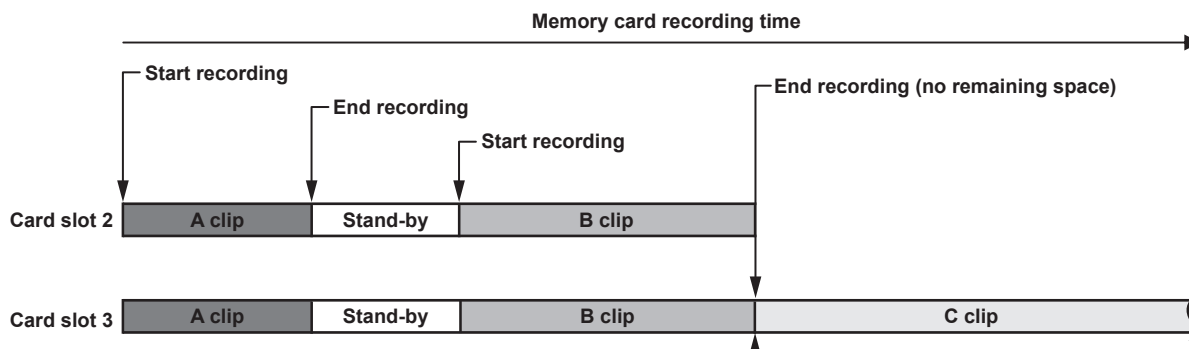 Memory card recording time
Start recording
End recording (no remaining space)
End recording
Start recording
Card slot 2
A clip
Stand-by
B clip
Card slot 3
A clip
Stand-by
B clip
C clip